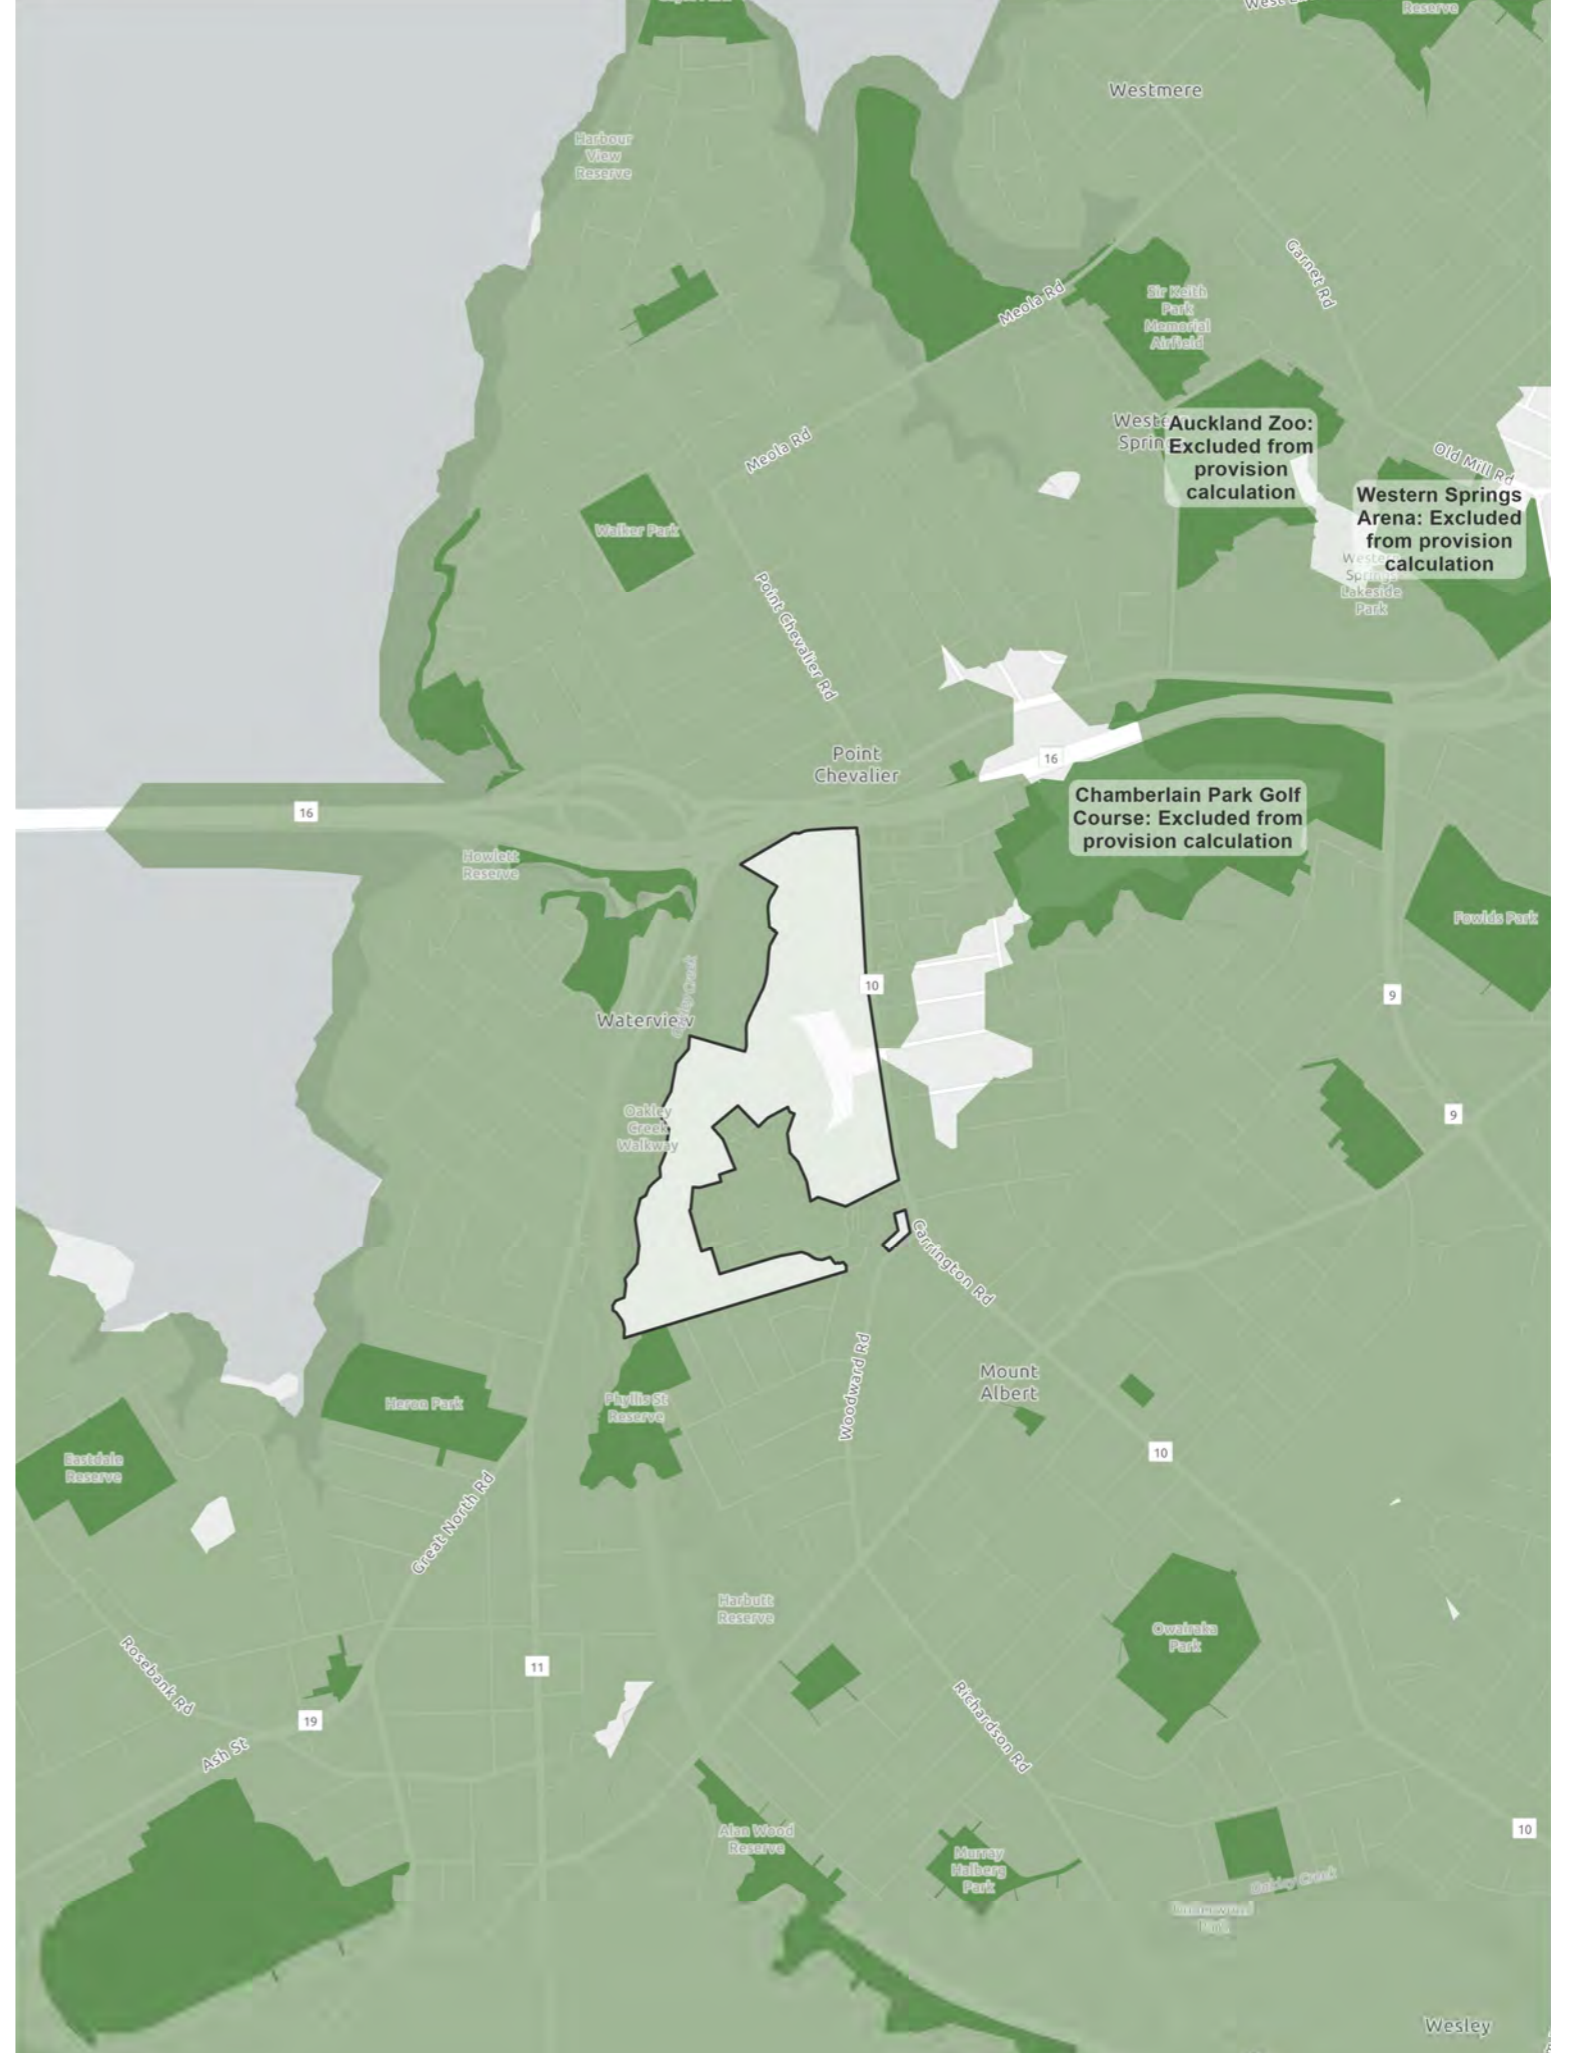 Reserve
Westmere
Harbour
View
Reserve
Garnet Rd
Meola Rd
Sir Keith
Park
Memorial
Airfield
Auckland Zoo:
Excluded from
provision
calculation
Meola Rd
Old Mill Rd
Western Springs
Arena: Excluded
from provision
calculation
Walker Park
Springs
Lakeside
Park
Point Chevalier Rd
Point
Chevalier
16
16
Chamberlain Park Golf
Course: Excluded from
provision calculation
Howlett
Reserve
Fowlds Park
10
9
Creek
Waterview
Oakley
Creek
Walkway
9
Carrington Rd
Woodward Rd
Mount
Albert
Heron Park
Phyllis St
Reserve
10
Eastdale
Reserve
Great North Rd
Harbutt
Reserve
Owairaka
Park
Rosebank Rd
11
Richardson Rd
19
Ash St
Alan Wood
Reserve
Murray
Halberg
Park
10
Oakley Creek
Wesley